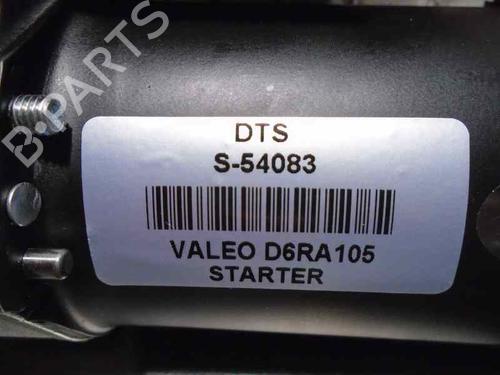 B-PARTS
DTS
S-54083
VALEO D6RA105
STARTER